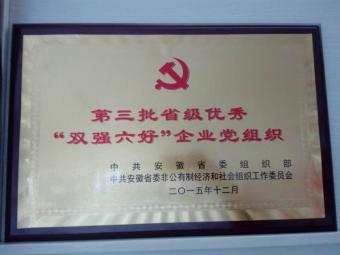 第三批省级优秀
“双强六好”企业党组织
中共安徽省委组织部
中共安徽省委非公有制经济和社会组织工作委员会
二〇一五年十二月